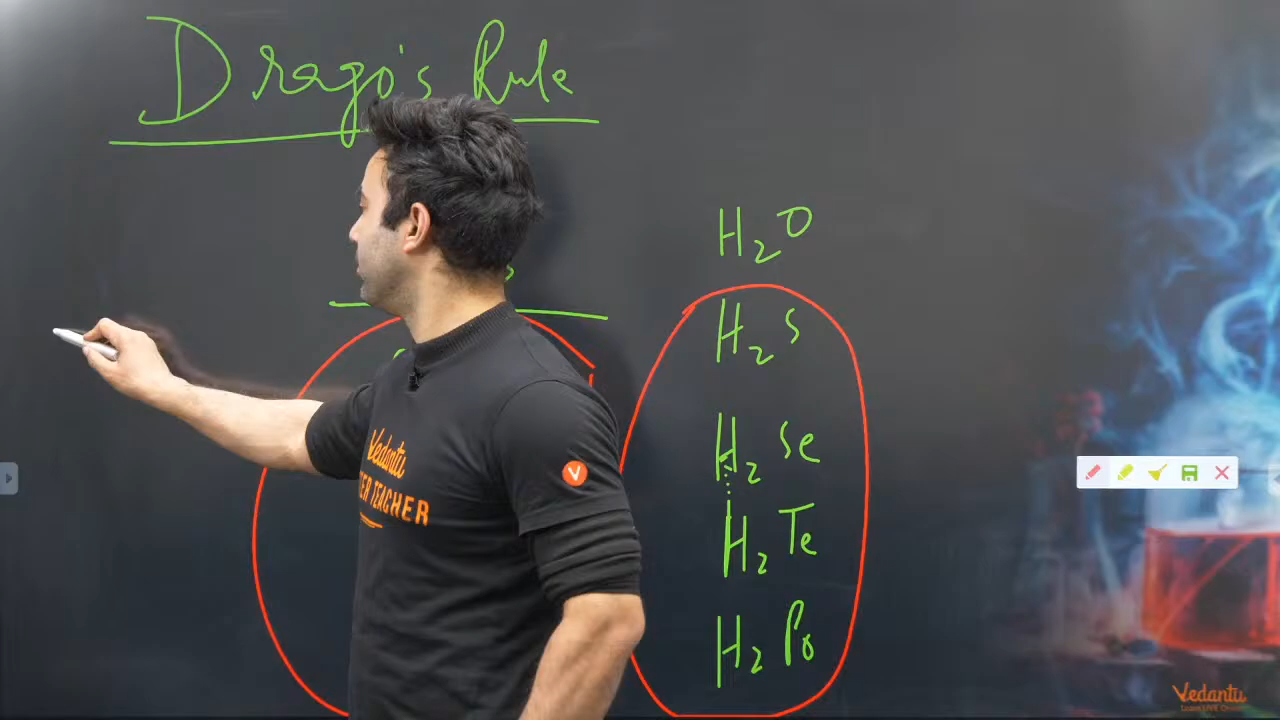 Drago's Rule
H2O
H2S
H2Se
H2Te
H2Po
Vedantu
TEACHER
V
Vedantu